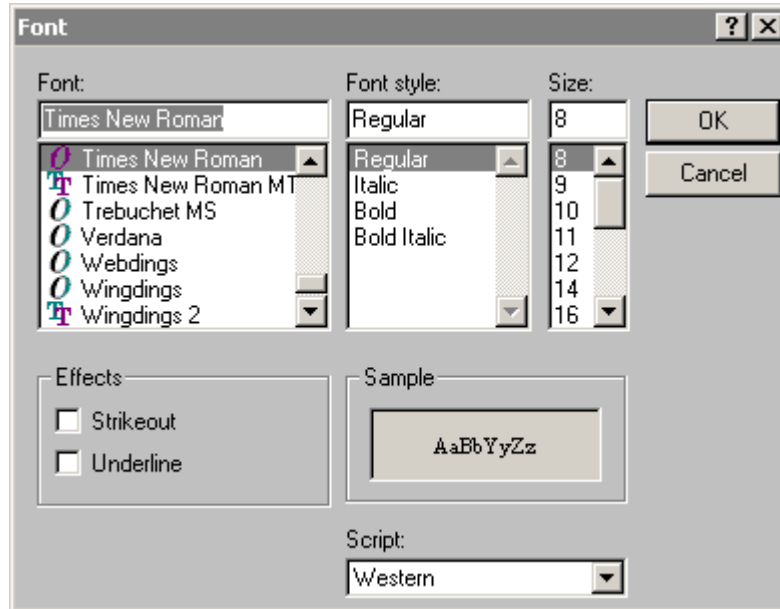 Font
Font: Font style: Size:
Times New Roman Regular 8 OK
Times New Roman Regular 8 Cancel
Times New Roman MT Italic 9
Trebuchet MS Bold 10
Verdana Bold Italic 11
Webdings 12
Wingdings 14
Wingdings 2 16
Effects Sample
Strikeout
AaBbYyZz
Underline
Script:
Western